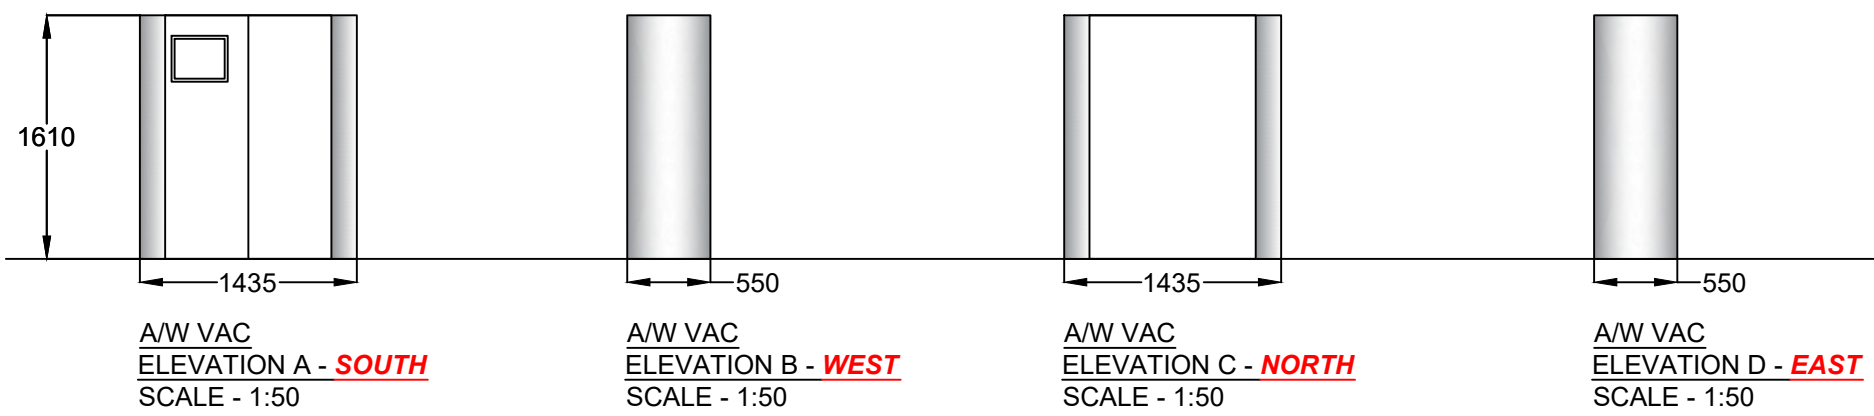 1610
1435
550
1435
550
A/W VAC
ELEVATION A - SOUTH
SCALE - 1:50
A/W VAC
ELEVATION B - WEST
SCALE - 1:50
A/W VAC
ELEVATION C - NORTH
SCALE - 1:50
A/W VAC
ELEVATION D - EAST
SCALE - 1:50